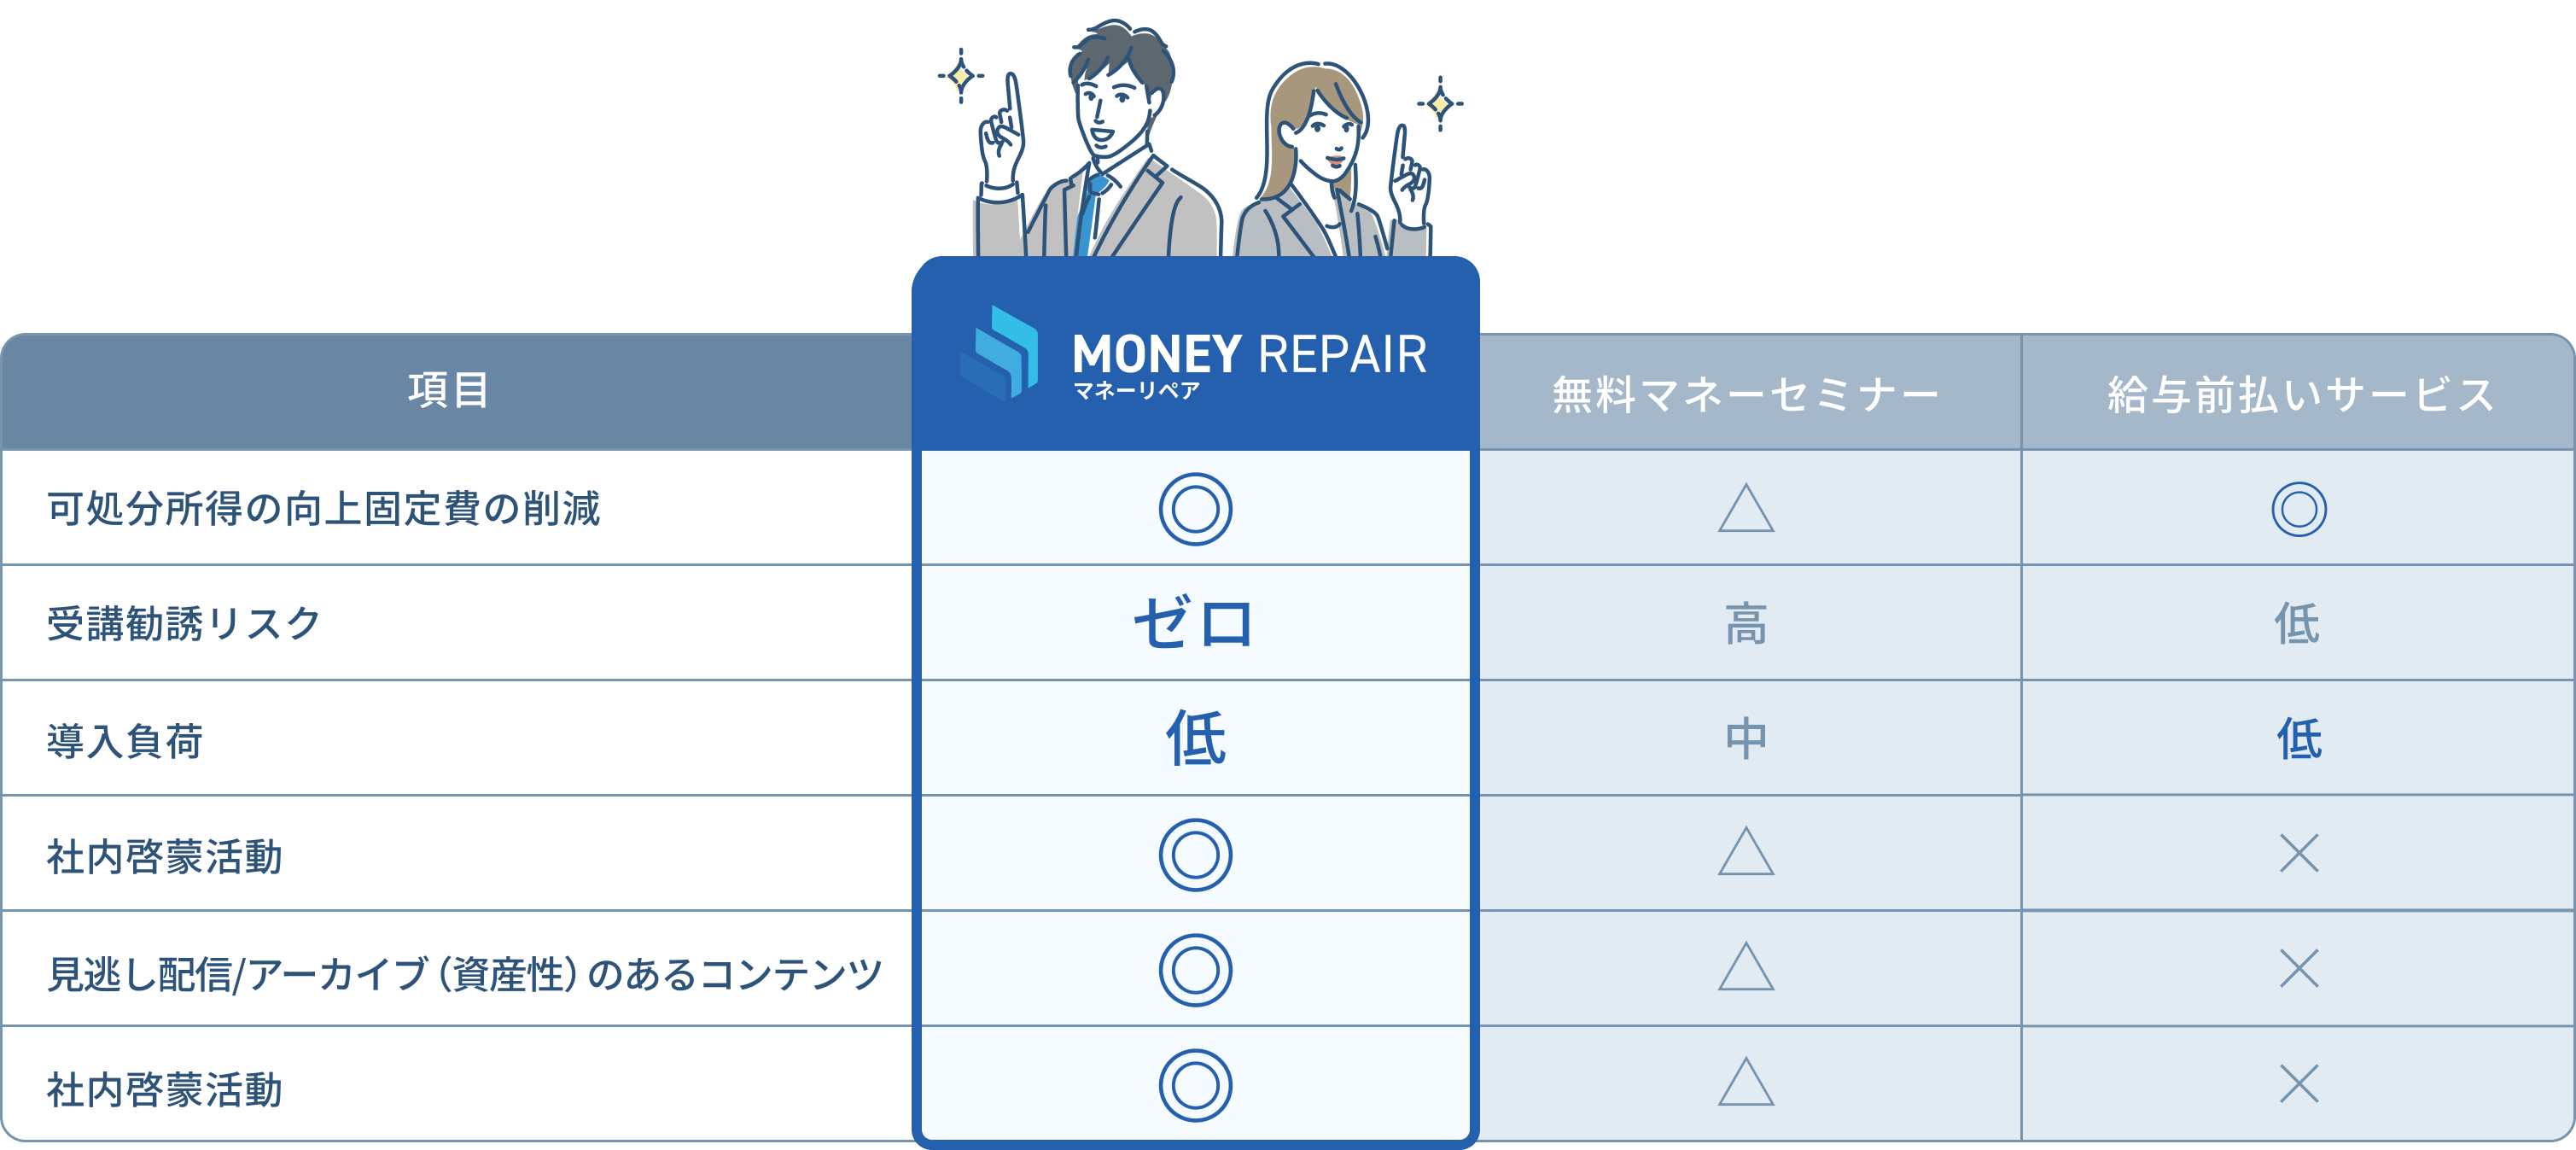 項目
MONEY REPAIR
マネーリペア
無料マネーセミナー
給与前払いサービス
可処分所得の向上固定費の削減
◎
△
◎
受講勧誘リスク
ゼロ
高
低
導入負荷
低
中
低
社内啓蒙活動
◎
△
×
見逃し配信/アーカイブ（資産性）のあるコンテンツ
◎
△
×
社内啓蒙活動
◎
△
×